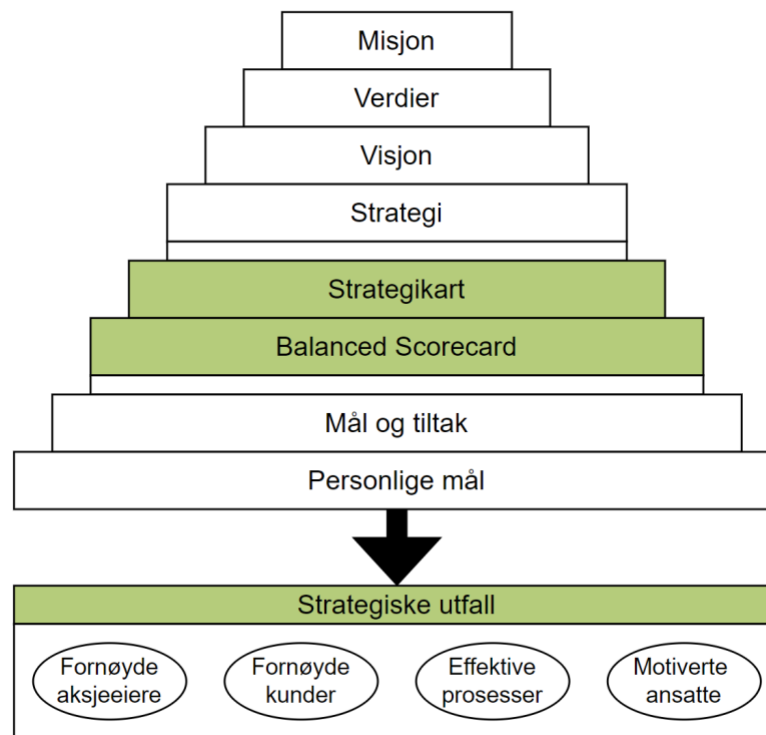 Misjon
Verdier
Visjon
Strategi
Strategikart
Balanced Scorecard
Mål og tiltak
Personlige mål
Strategiske utfall
Fornøyde
aksjeeiere
Fornøyde
kunder
Effektive
prosesser
Motiverte
ansatte